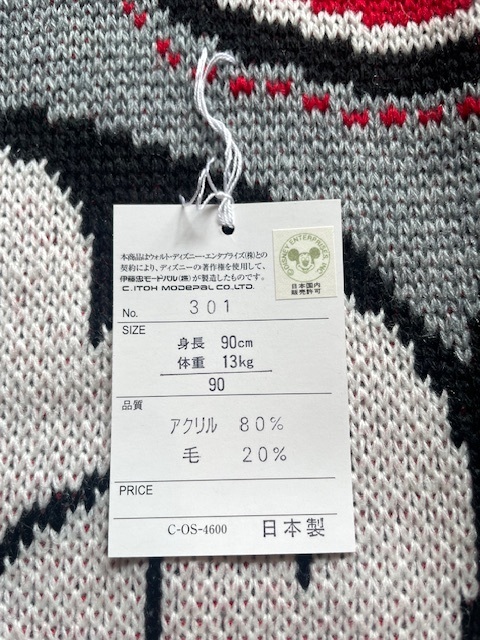 本商品はウォルト・ディズニー・エンタプライズ(株)との
契約により、ディズニーの著作権を使用して、
伊藤忠モードパル(株)が製造したものです。
C. ITOH MODEPAL CO.,LTD.
© DISNEY ENTERPRISES, INC.
日本国内
販売許可
No. 301
SIZE
身長 90cm
体重 13kg
90
品質
アクリル 80%
毛 20%
PRICE
C-OS-4600 日本製